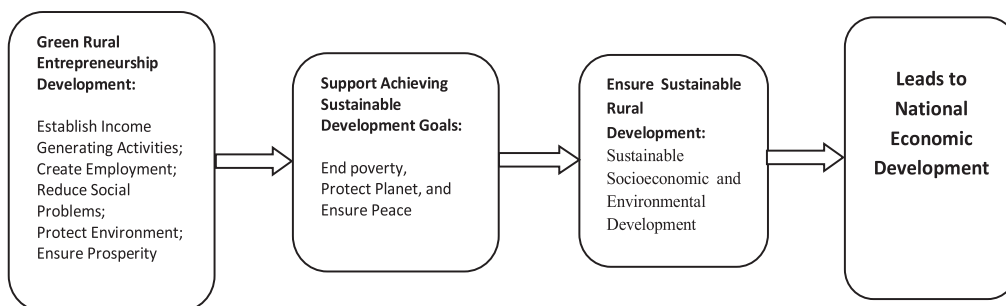 Green Rural
Entrepreneurship
Development:
Establish Income
Generating Activities;
Create Employment;
Reduce Social
Problems;
Protect Environment;
Ensure Prosperity
Support Achieving
Sustainable
Development Goals:
End poverty,
Protect Planet, and
Ensure Peace
Ensure Sustainable
Rural
Development:
Sustainable
Socioeconomic and
Environmental
Development
Leads to
National
Economic
Development